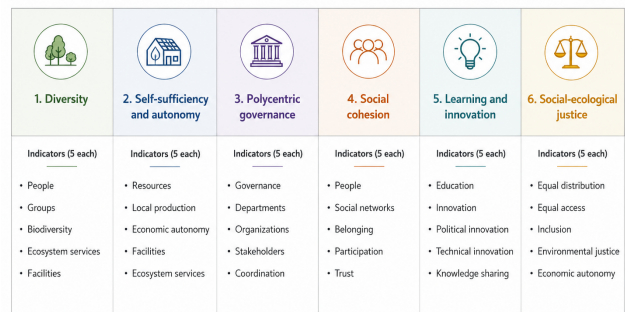 1. Diversity
2. Self-sufficiency
and autonomy
3. Polycentric
governance
4. Social
cohesion
5. Learning and
innovation
6. Social-ecological
justice
Indicators (5 each)
• People
• Groups
• Biodiversity
• Ecosystem services
• Facilities
Indicators (5 each)
• Resources
• Local production
• Economic autonomy
• Facilities
• Ecosystem services
Indicators (5 each)
• Governance
• Departments
• Organizations
• Stakeholders
• Coordination
Indicators (5 each)
• People
• Social networks
• Belonging
• Participation
• Trust
Indicators (5 each)
• Education
• Innovation
• Political innovation
• Technical innovation
• Knowledge sharing
Indicators (5 each)
• Equal distribution
• Equal access
• Inclusion
• Environmental justice
• Economic autonomy